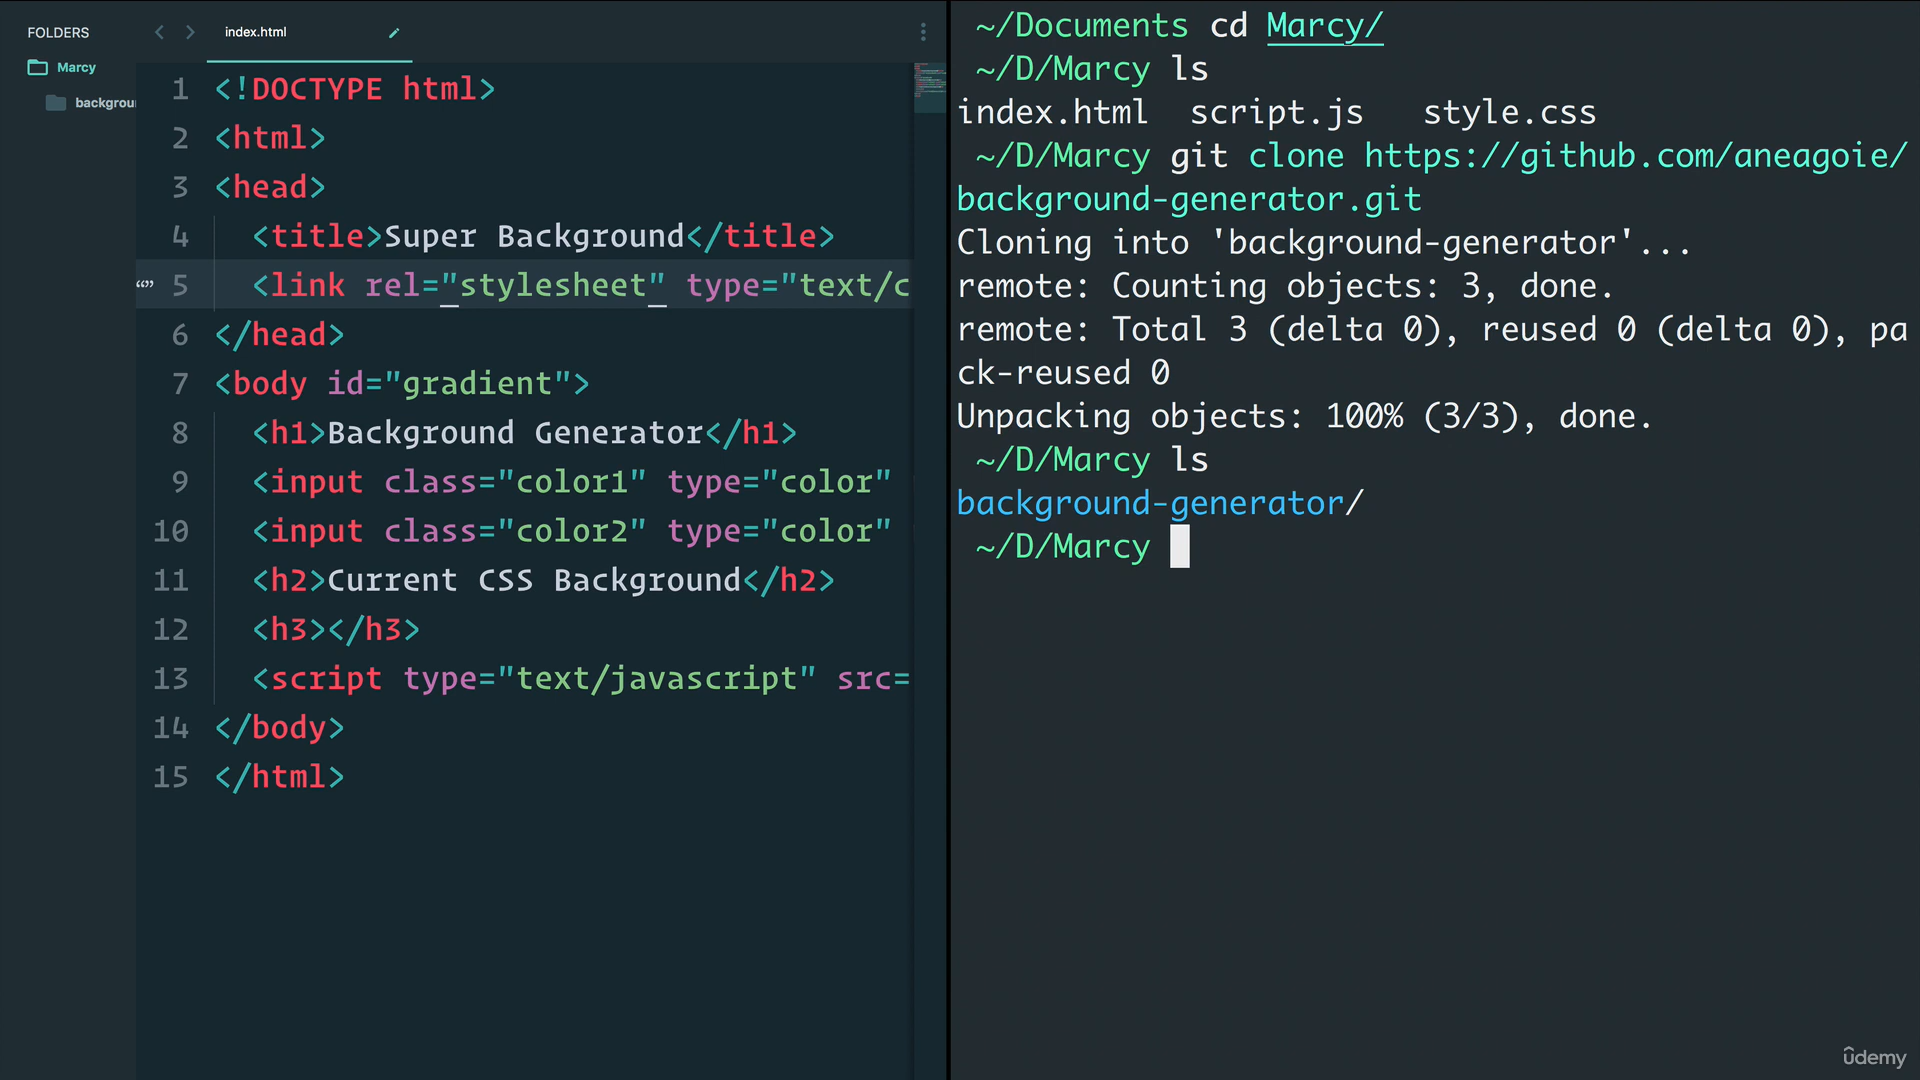 FOLDERS
Marcy
backgrou
index.html
1 <!DOCTYPE html>
2 <html>
3 <head>
4 <title>Super Background</title>
5 <link rel="stylesheet" type="text/c
6 </head>
7 <body id="gradient">
8 <h1>Background Generator</h1>
9 <input class="color1" type="color"
10 <input class="color2" type="color"
11 <h2>Current CSS Background</h2>
12 <h3></h3>
13 <script type="text/javascript" src=
14 </body>
15 </html>
~/Documents cd Marcy/
~/D/Marcy ls
index.html script.js style.css
~/D/Marcy git clone https://github.com/aneagoie/
background-generator.git
Cloning into 'background-generator'...
remote: Counting objects: 3, done.
remote: Total 3 (delta 0), reused 0 (delta 0), pa
ck-reused 0
Unpacking objects: 100% (3/3), done.
~/D/Marcy ls
background-generator/
~/D/Marcy
ûdemy